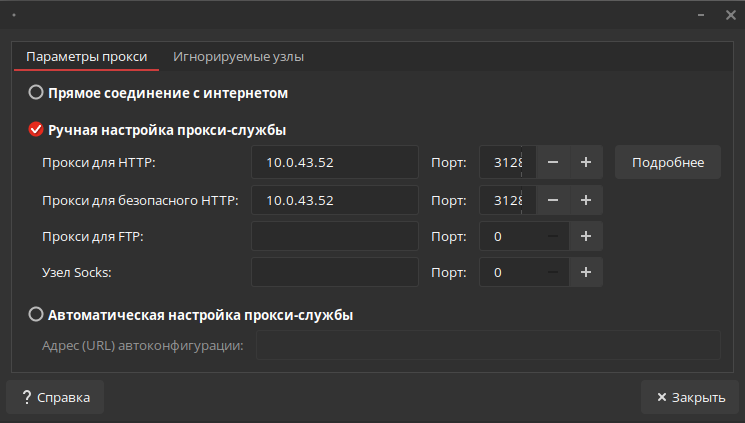 Параметры прокси Игнорируемые узлы
Прямое соединение с интернетом
Ручная настройка прокси-службы
Прокси для HTTP: 10.0.43.52 Порт: 3128 Подробнее
Прокси для безопасного HTTP: 10.0.43.52 Порт: 3128
Прокси для FTP: Порт: 0
Узел Socks: Порт: 0
Автоматическая настройка прокси-службы
Адрес (URL) автоконфигурации:
? Справка × Закрыть